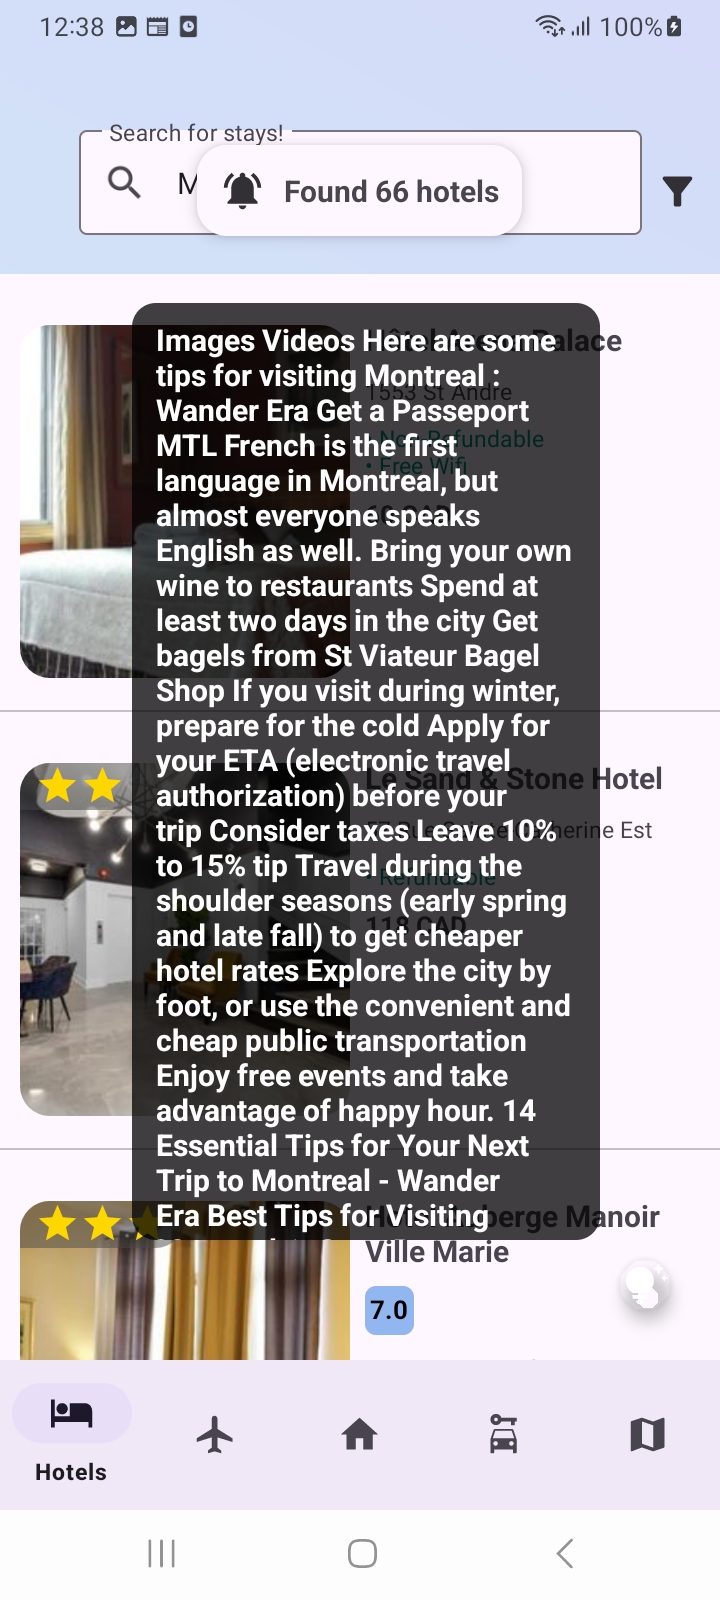 12:38
100%
Search for stays!
M
Found 66 hotels
Images Videos Here are some
tips for visiting Montreal :
Wander Era Get a Passeport
MTL French is the first
language in Montreal, but
almost everyone speaks
English as well. Bring your own
wine to restaurants Spend at
least two days in the city Get
bagels from St Viateur Bagel
Shop If you visit during winter,
prepare for the cold Apply for
your ETA (electronic travel
authorization) before your
trip Consider taxes Leave 10%
to 15% tip Travel during the
shoulder seasons (early spring
and late fall) to get cheaper
hotel rates Explore the city by
foot, or use the convenient and
cheap public transportation
Enjoy free events and take
advantage of happy hour. 14
Essential Tips for Your Next
Trip to Montreal - Wander
Era Best Tips for Visiting
Palace
1553 St Andre
• Non-Refundable
• Free Wifi
Le Sand & Stone Hotel
Catherine Est
• Refundable
118 CAD
Auberge Manoir
Ville Marie
7.0
Hotels